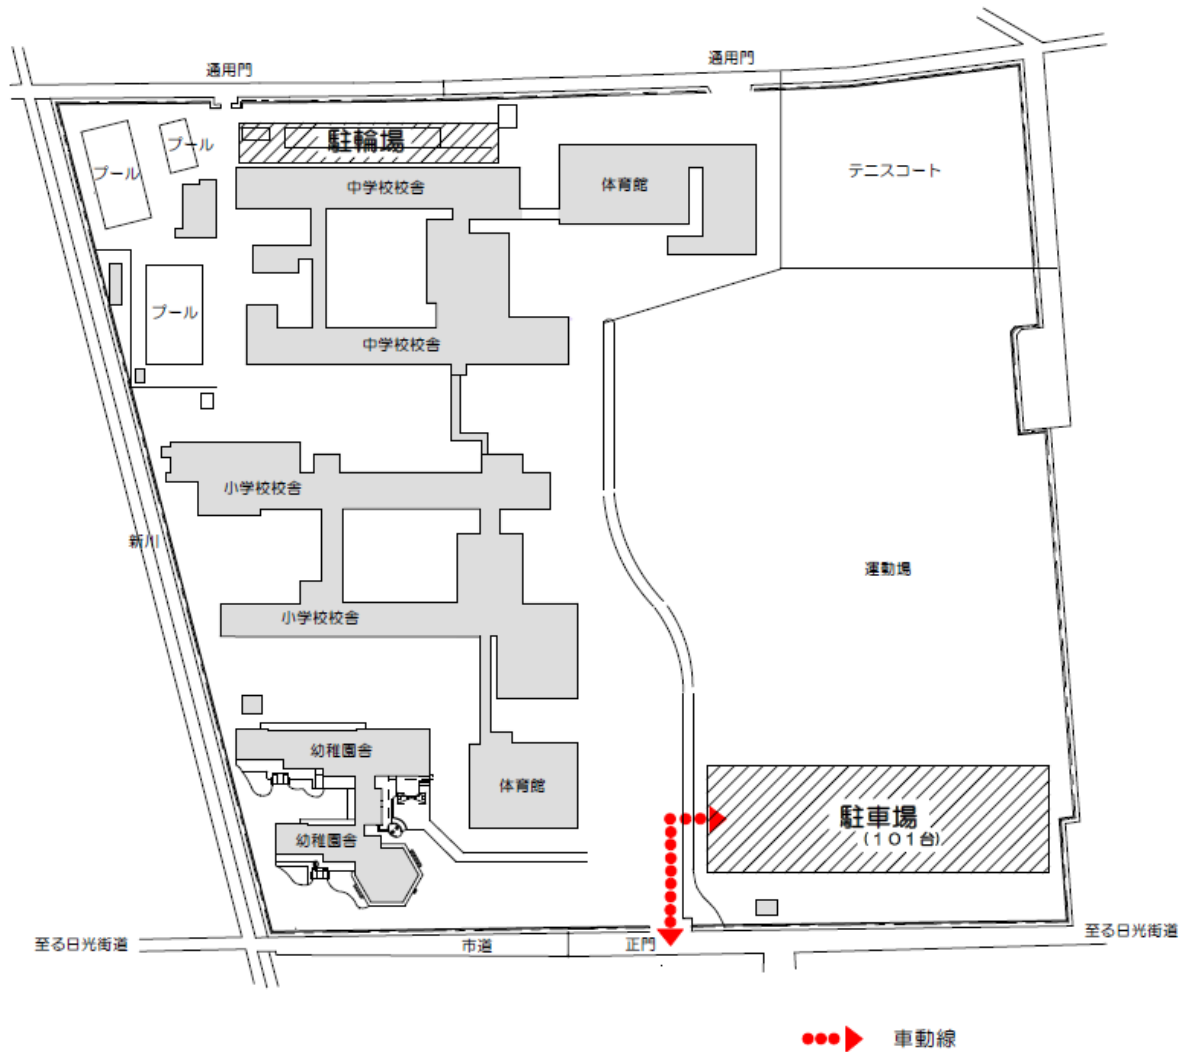 通用門
通用門
駐輪場
プール
プール
中学校校舎
体育館
テニスコート
プール
中学校校舎
小学校校舎
新川
運動場
小学校校舎
幼稚園舎
体育館
駐車場
(101台)
幼稚園舎
至る日光街道
市道
正門
至る日光街道
車動線